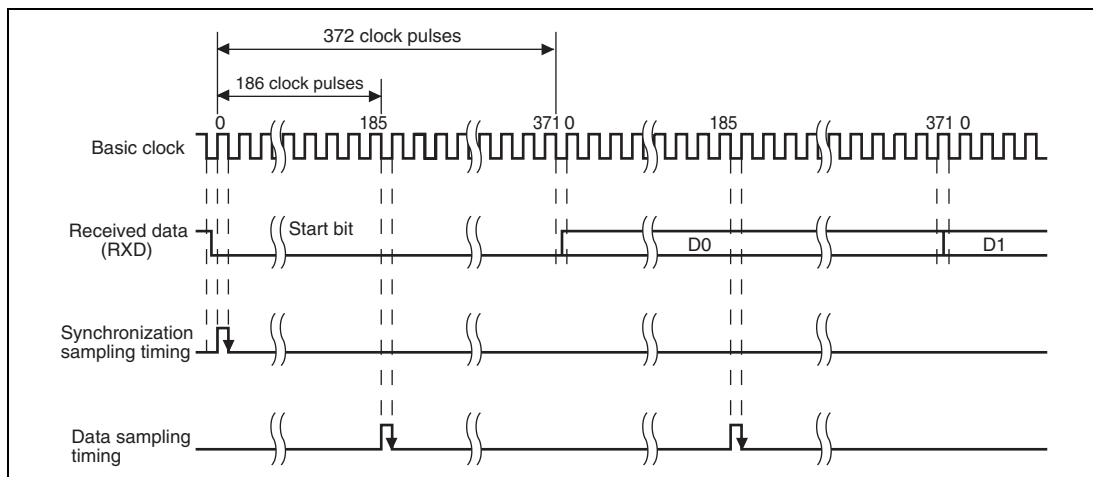 372 clock pulses
186 clock pulses
0 185 371 0 185 371 0
Basic clock
Received data
(RXD)
Start bit
D0
D1
Synchronization
sampling timing
Data sampling
timing